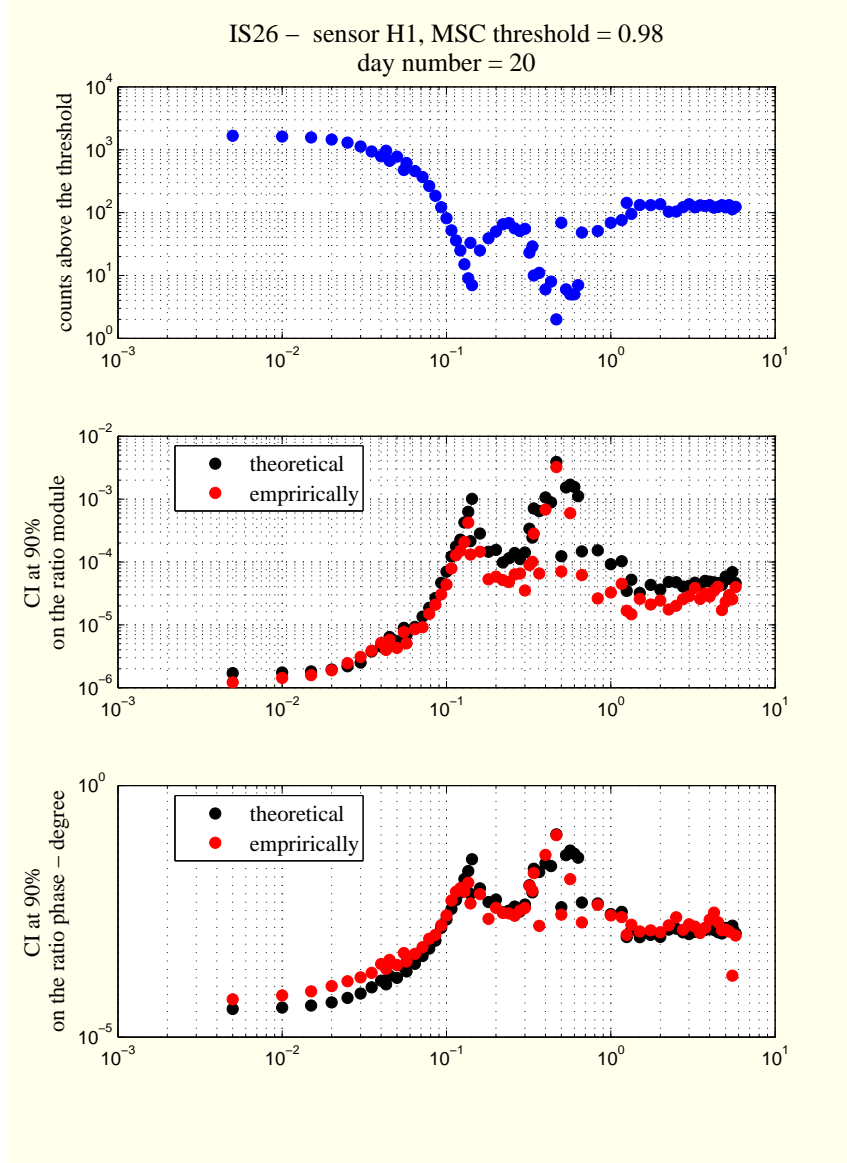 IS26 –  sensor H1, MSC threshold = 0.98
day number = 20
counts above the threshold
10^4
10^3
10^2
10^1
10^0
10^-3
10^-2
10^-1
10^0
10^1
CI at 90%
on the ratio module
10^-2
10^-3
10^-4
10^-5
10^-6
theoretical
emprirically
10^-3
10^-2
10^-1
10^0
10^1
CI at 90%
on the ratio phase – degree
10^0
10^-5
theoretical
emprirically
10^-3
10^-2
10^-1
10^0
10^1